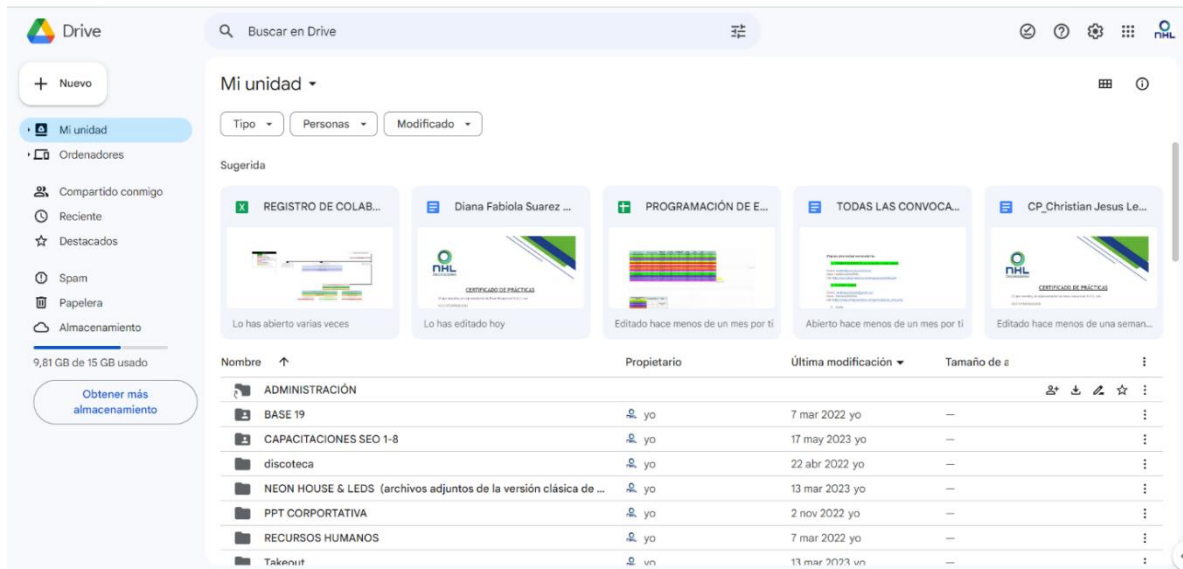 Drive
Buscar en Drive
NHL
Nuevo
Mi unidad
Ordenadores
Compartido conmigo
Reciente
Destacados
Spam
Papelera
Almacenamiento
9,81 GB de 15 GB usado
Obtener más
almacenamiento
Mi unidad
Tipo
Personas
Modificado
Sugerida
REGISTRO DE COLAB...
Lo has abierto varias veces
Diana Fabiola Suarez ...
NHL
CERTIFICADO DE PRÁCTICAS
Lo has editado hoy
PROGRAMACIÓN DE E...
Editado hace menos de un mes por ti
TODAS LAS CONVOCA...
Abierto hace menos de un mes por ti
CP_Christian Jesus Le...
NHL
CERTIFICADO DE PRÁCTICAS
Editado hace menos de una seman...
Nombre Propietario Última modificación Tamaño de a
ADMINISTRACIÓN
BASE 19 yo 7 mar 2022 yo —
CAPACITACIONES SEO 1-8 yo 17 may 2023 yo —
discoteca yo 22 abr 2022 yo —
NEON HOUSE & LEDS (archivos adjuntos de la versión clásica de ... yo 13 mar 2023 yo —
PPT CORPORTATIVA yo 2 nov 2022 yo —
RECURSOS HUMANOS yo 7 mar 2022 yo —
Takeout yo 13 mar 2023 yo —